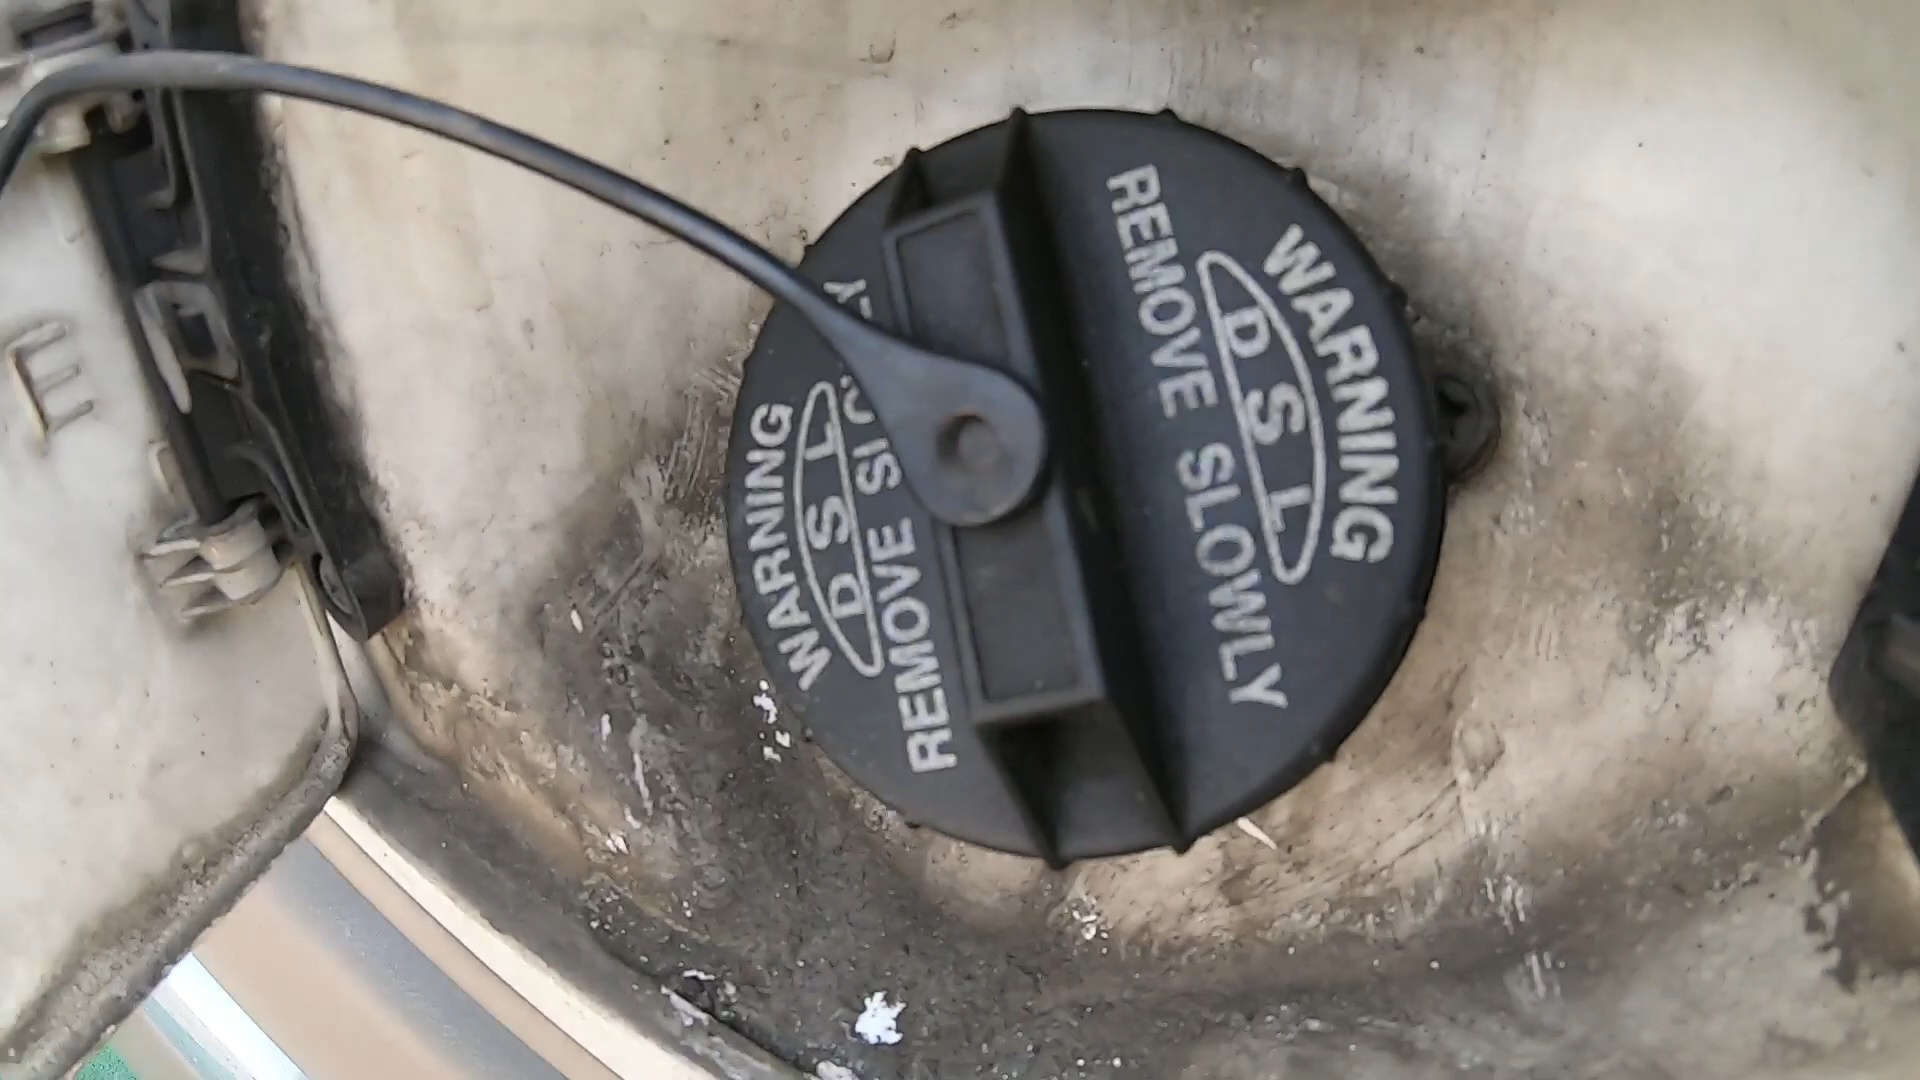 WARNING
DSL
REMOVE SLOWLY
WARNING
DSL
REMOVE
E